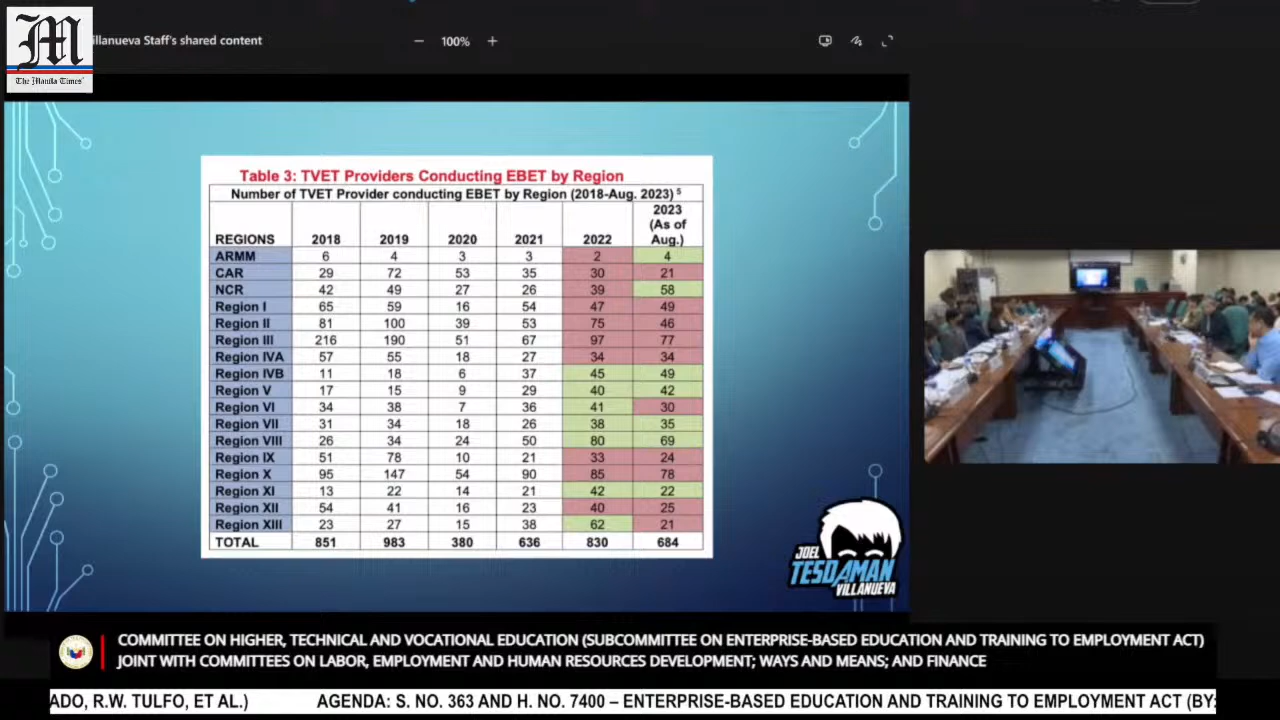 M
The Manila Times
illanueva Staff's shared content
100%
Table 3: TVET Providers Conducting EBET by Region
Number of TVET Provider conducting EBET by Region (2018-Aug. 2023) 5
REGIONS 2018 2019 2020 2021 2022 2023 (As of Aug.)
ARMM 6 4 3 3 2 4
CAR 29 72 53 35 30 21
NCR 42 49 27 26 39 58
Region I 65 59 16 54 47 49
Region II 81 100 39 53 75 46
Region III 216 190 51 67 97 77
Region IVA 57 55 18 27 34 34
Region IVB 11 18 6 37 45 49
Region V 17 15 9 29 40 42
Region VI 34 38 7 36 41 30
Region VII 31 34 18 26 38 35
Region VIII 26 34 24 50 80 69
Region IX 51 78 10 21 33 24
Region X 95 147 54 90 85 78
Region XI 13 22 14 21 42 22
Region XII 54 41 16 23 40 25
Region XIII 23 27 15 38 62 21
TOTAL 851 983 380 636 830 684
JOEL
TESDAMAN
VILLANUEVA
COMMITTEE ON HIGHER, TECHNICAL AND VOCATIONAL EDUCATION (SUBCOMMITTEE ON ENTERPRISE-BASED EDUCATION AND TRAINING TO EMPLOYMENT ACT)
JOINT WITH COMMITTEES ON LABOR, EMPLOYMENT AND HUMAN RESOURCES DEVELOPMENT; WAYS AND MEANS; AND FINANCE
ADO, R.W. TULFO, ET AL.) AGENDA: S. NO. 363 AND H. NO. 7400 – ENTERPRISE-BASED EDUCATION AND TRAINING TO EMPLOYMENT ACT (BY: